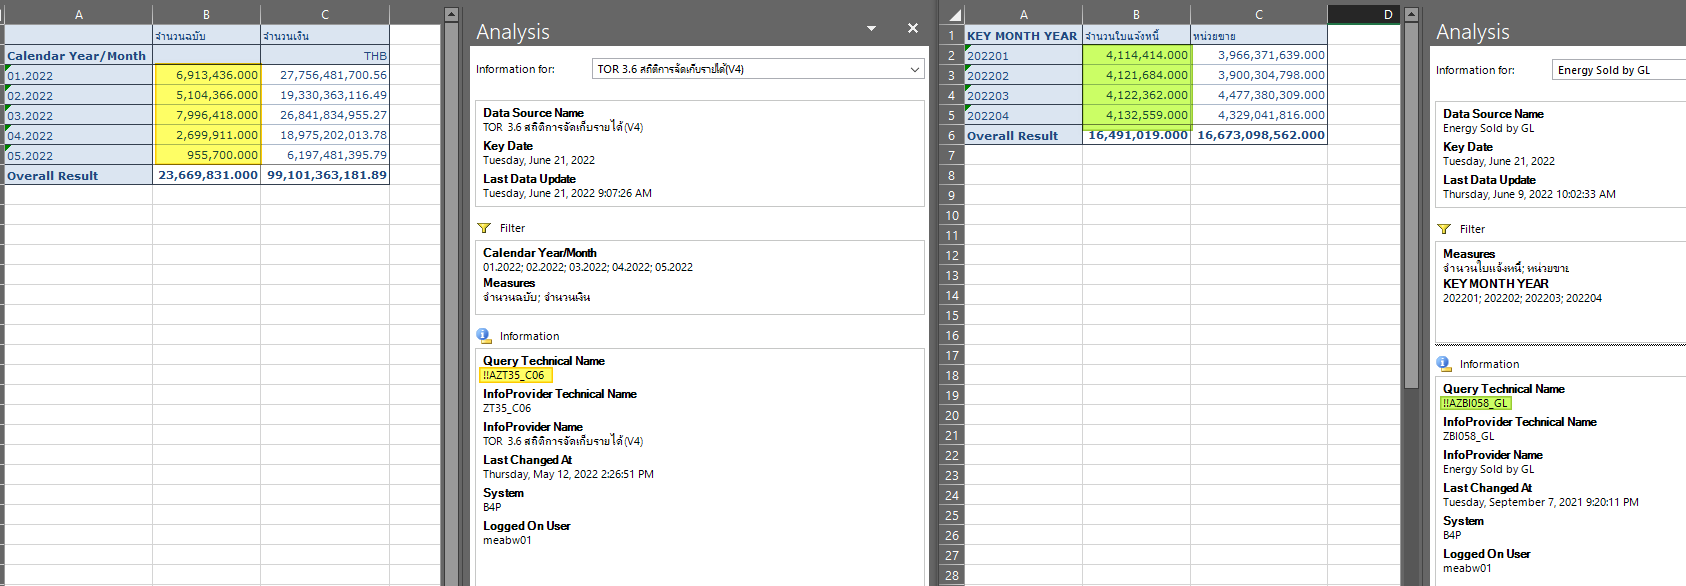 A B C
จำนวนฉบับ จำนวนเงิน
Calendar Year/Month THB
01.2022 6,913,436.000 27,756,481,700.56
02.2022 5,104,366.000 19,330,363,116.49
03.2022 7,996,418.000 26,841,834,955.27
04.2022 2,699,911.000 18,975,202,013.78
05.2022 955,700.000 6,197,481,395.79
Overall Result 23,669,831.000 99,101,363,181.89
Analysis
Information for: TOR 3.6 สถิติการจัดเก็บรายได้(V4)
Data Source Name
TOR 3.6 สถิติการจัดเก็บรายได้(V4)
Key Date
Tuesday, June 21, 2022
Last Data Update
Tuesday, June 21, 2022 9:07:26 AM
Filter
Calendar Year/Month
01.2022; 02.2022; 03.2022; 04.2022; 05.2022
Measures
จำนวนฉบับ; จำนวนเงิน
Information
Query Technical Name
!!AZT35_C06
InfoProvider Technical Name
ZT35_C06
InfoProvider Name
TOR 3.6 สถิติการจัดเก็บรายได้(V4)
Last Changed At
Thursday, May 12, 2022 2:26:51 PM
System
B4P
Logged On User
meabw01
A B C D
1 KEY MONTH YEAR จำนวนใบแจ้งหนี้ หน่วยขาย
2 202201 4,114,414.000 3,966,371,639.000
3 202202 4,121,684.000 3,900,304,798.000
4 202203 4,122,362.000 4,477,380,309.000
5 202204 4,132,559.000 4,329,041,816.000
6 Overall Result 16,491,019.000 16,673,098,562.000
7
8
9
10
11
12
13
14
15
16
17
18
19
20
21
22
23
24
25
26
27
28
Analysis
Information for: Energy Sold by GL
Data Source Name
Energy Sold by GL
Key Date
Tuesday, June 21, 2022
Last Data Update
Thursday, June 9, 2022 10:02:33 AM
Filter
Measures
จำนวนใบแจ้งหนี้; หน่วยขาย
KEY MONTH YEAR
202201; 202202; 202203; 202204
Information
Query Technical Name
!!AZBI058_GL
InfoProvider Technical Name
ZBI058_GL
InfoProvider Name
Energy Sold by GL
Last Changed At
Tuesday, September 7, 2021 9:20:11 PM
System
B4P
Logged On User
meabw01